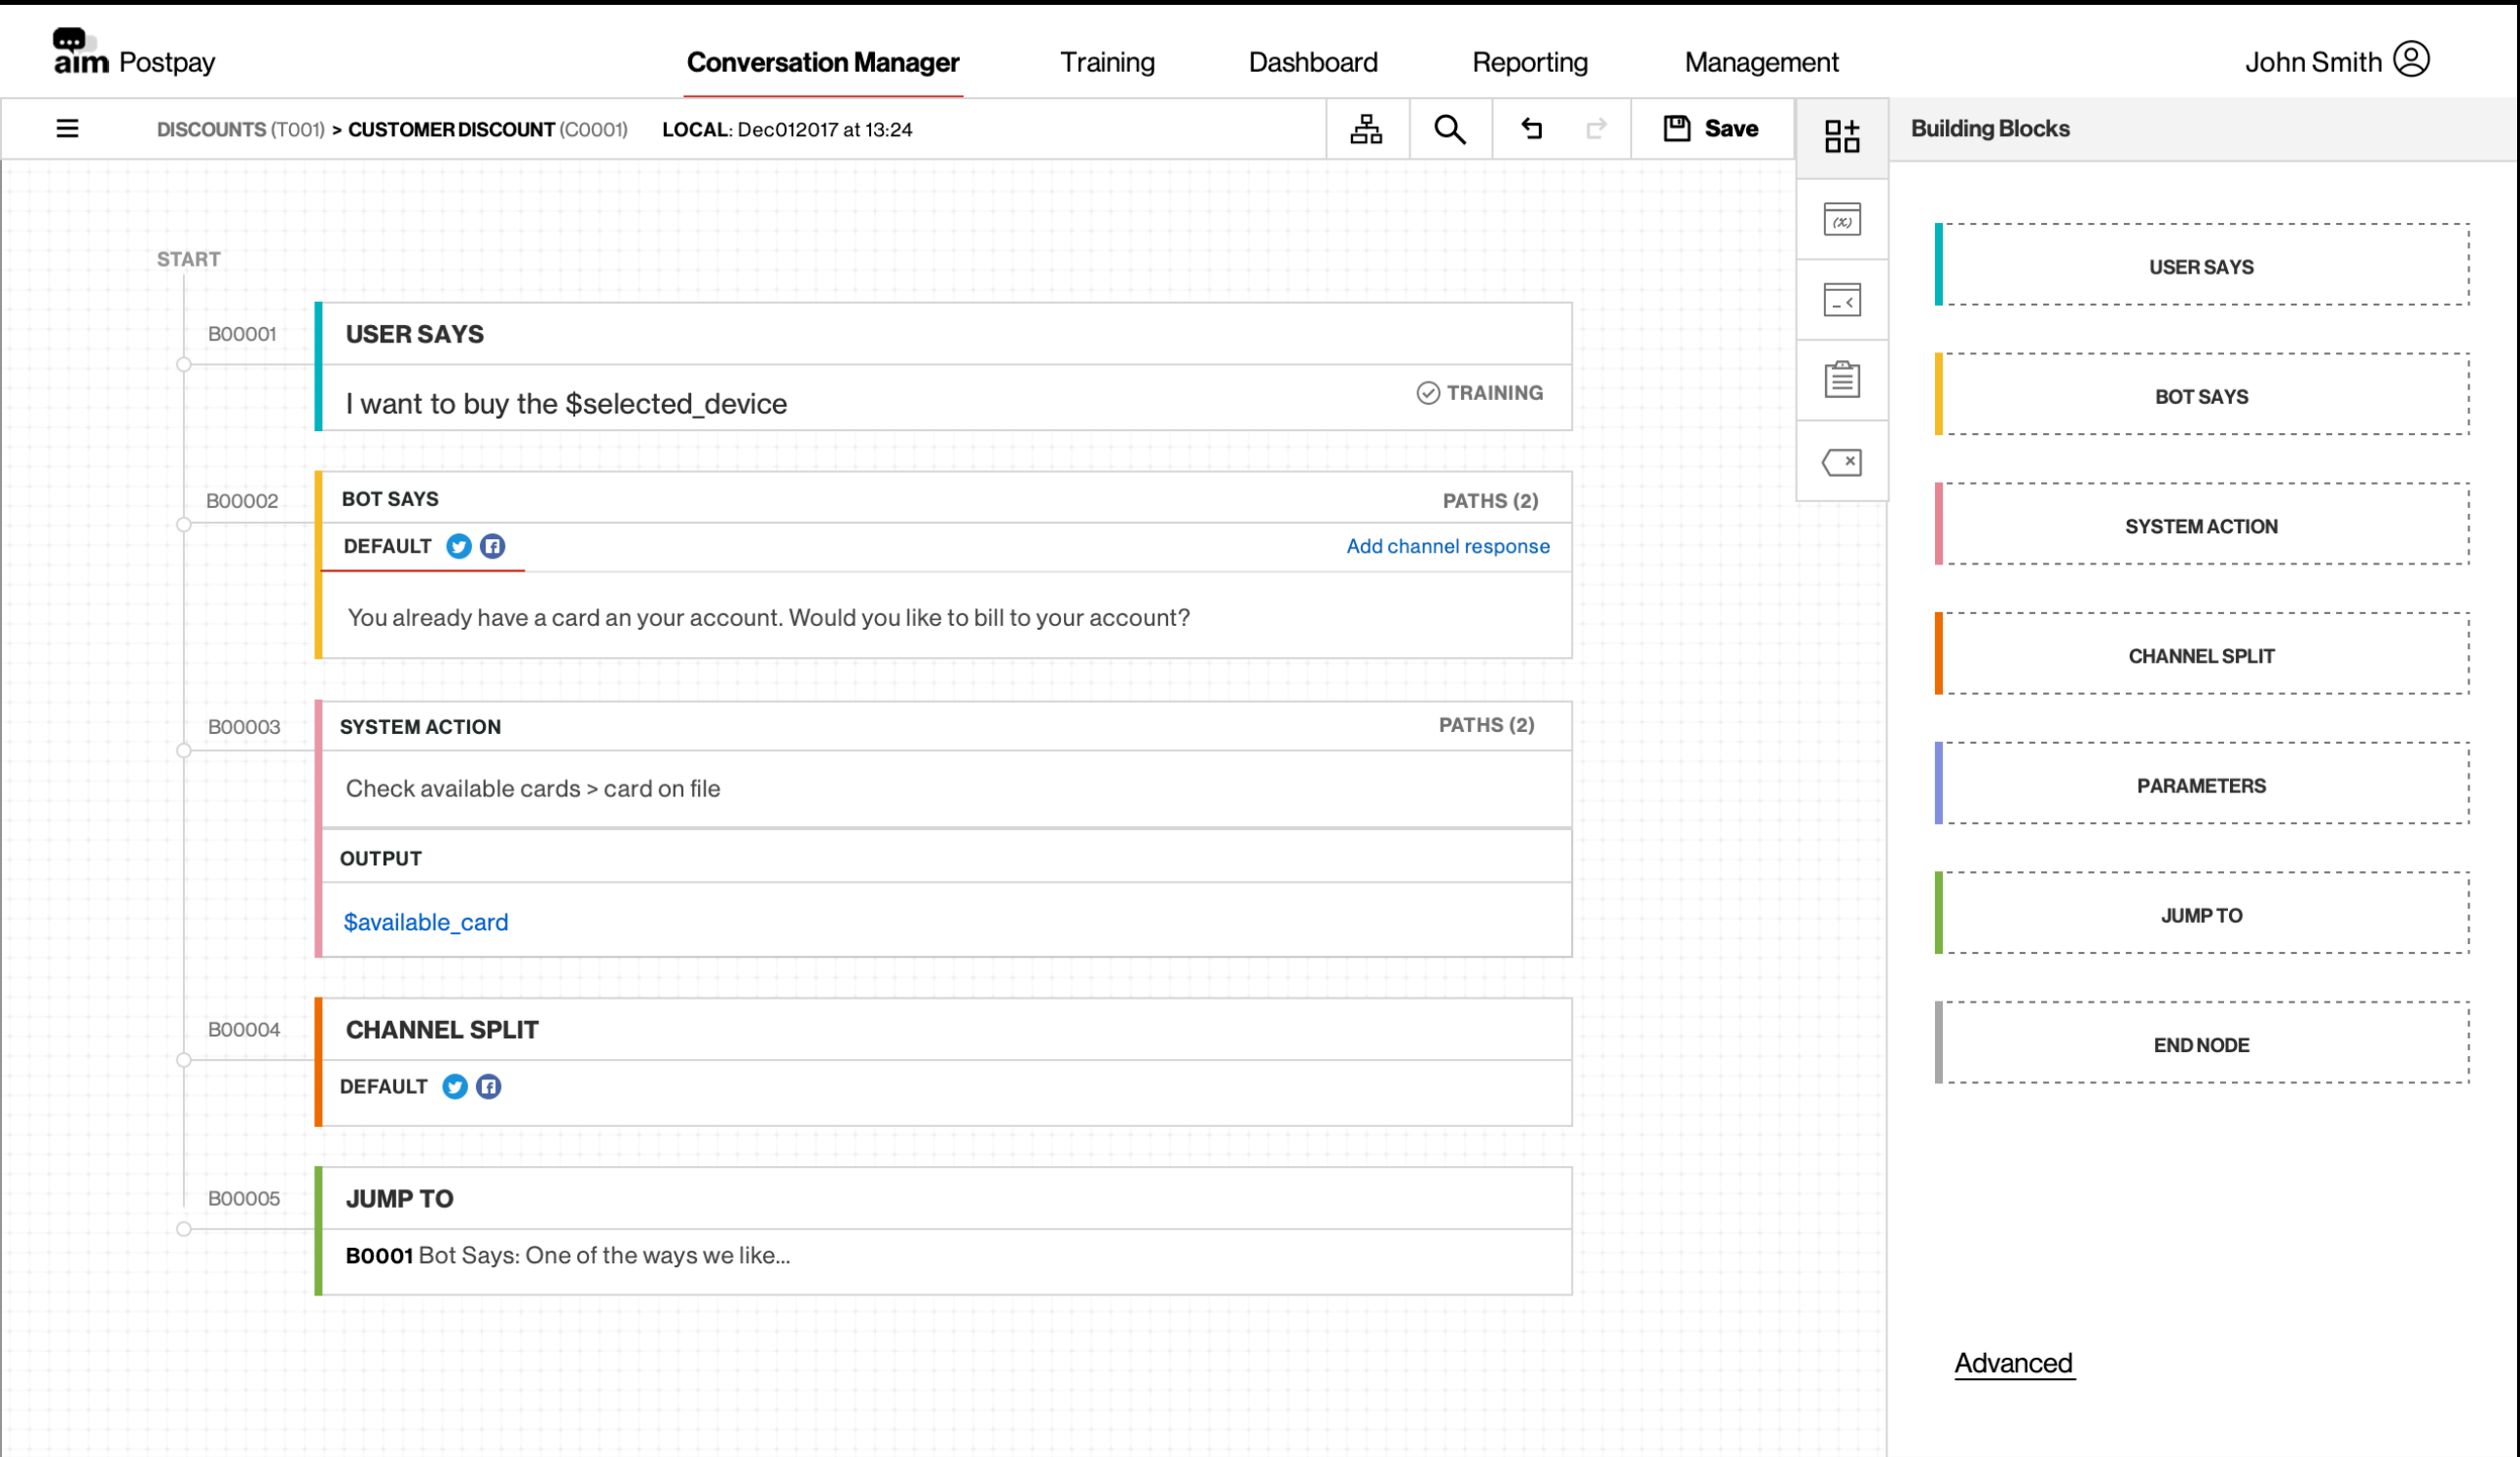 aim Postpay
Conversation Manager
Training
Dashboard
Reporting
Management
John Smith
DISCOUNTS (T001) > CUSTOMER DISCOUNT (C0001)
LOCAL: Dec012017 at 13:24
Save
Building Blocks
START
B00001
USER SAYS
I want to buy the $selected_device
TRAINING
B00002
BOT SAYS
PATHS (2)
DEFAULT
Add channel response
You already have a card an your account. Would you like to bill to your account?
B00003
SYSTEM ACTION
PATHS (2)
Check available cards > card on file
OUTPUT
$available_card
B00004
CHANNEL SPLIT
DEFAULT
B00005
JUMP TO
B0001 Bot Says: One of the ways we like...
(x)
USER SAYS
BOT SAYS
SYSTEM ACTION
CHANNEL SPLIT
PARAMETERS
JUMP TO
END NODE
Advanced